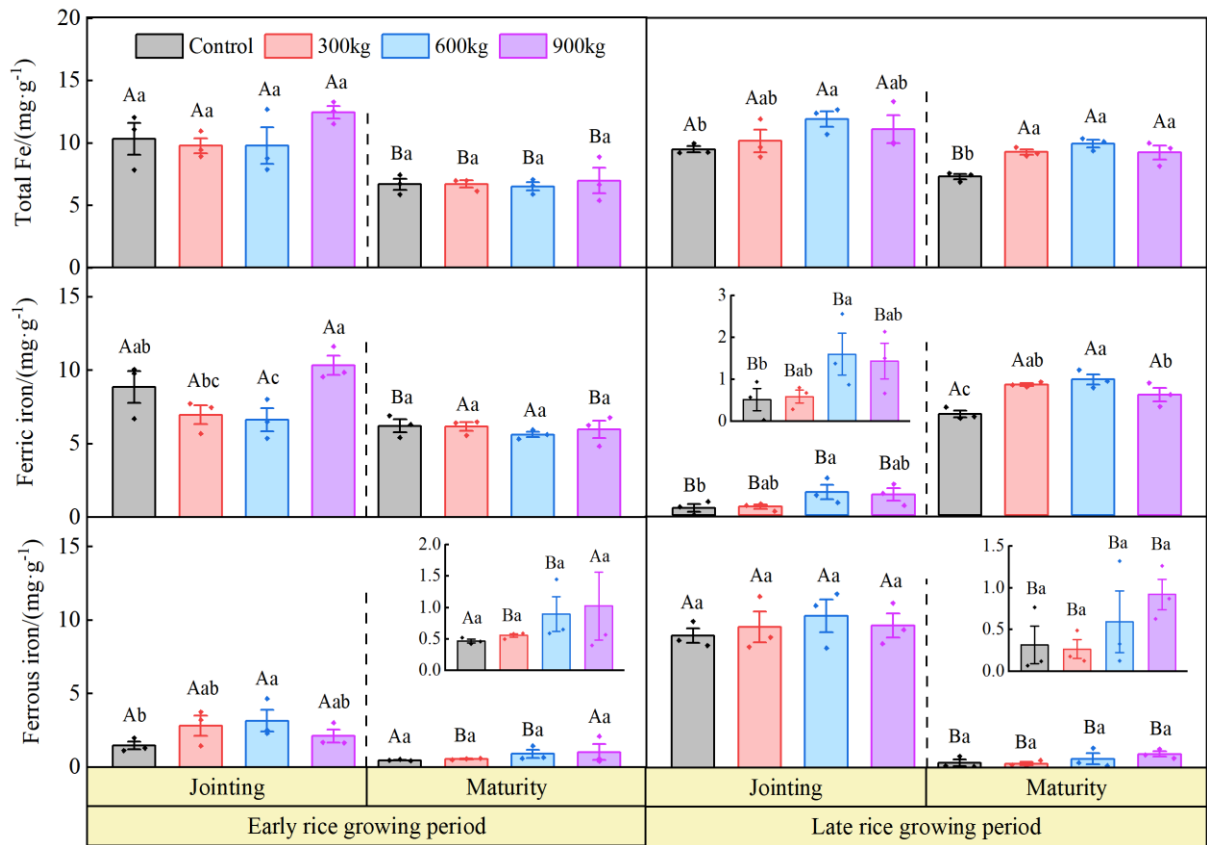 20
15
10
5
0
Total Fe/(mg·g⁻¹)
Control
300kg
600kg
900kg
Aa
Aa
Aa
Aa
Ba
Ba
Ba
Ba
Ab
Aab
Aa
Aab
Bb
Aa
Aa
Aa
15
10
5
0
Ferric iron/(mg·g⁻¹)
Aab
Abc
Ac
Aa
Ba
Aa
Aa
Ba
3
2
1
0
Bb
Bab
Ba
Bab
Bb
Bab
Ba
Bab
Ac
Aab
Aa
Ab
15
10
5
0
Ferrous iron/(mg·g⁻¹)
Ab
Aab
Aa
Aab
2.0
1.5
1.0
0.5
0.0
Aa
Ba
Ba
Aa
Aa
Ba
Ba
Aa
Aa
Aa
Aa
Aa
1.5
1.0
0.5
0.0
Ba
Ba
Ba
Ba
Ba
Ba
Ba
Ba
Jointing
Maturity
Jointing
Maturity
Early rice growing period
Late rice growing period